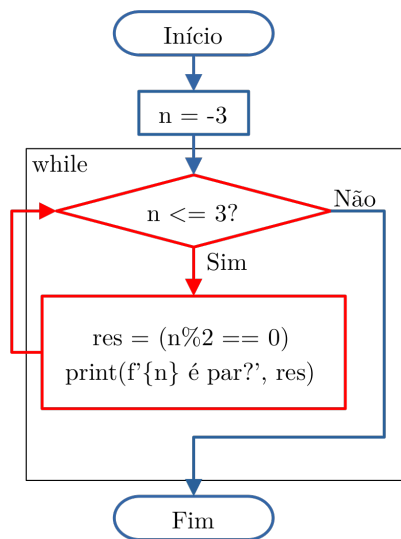 Início
n = -3
while
n <= 3?
Não
Sim
res = (n%2 == 0)
print(f'{n} é par?', res)
Fim